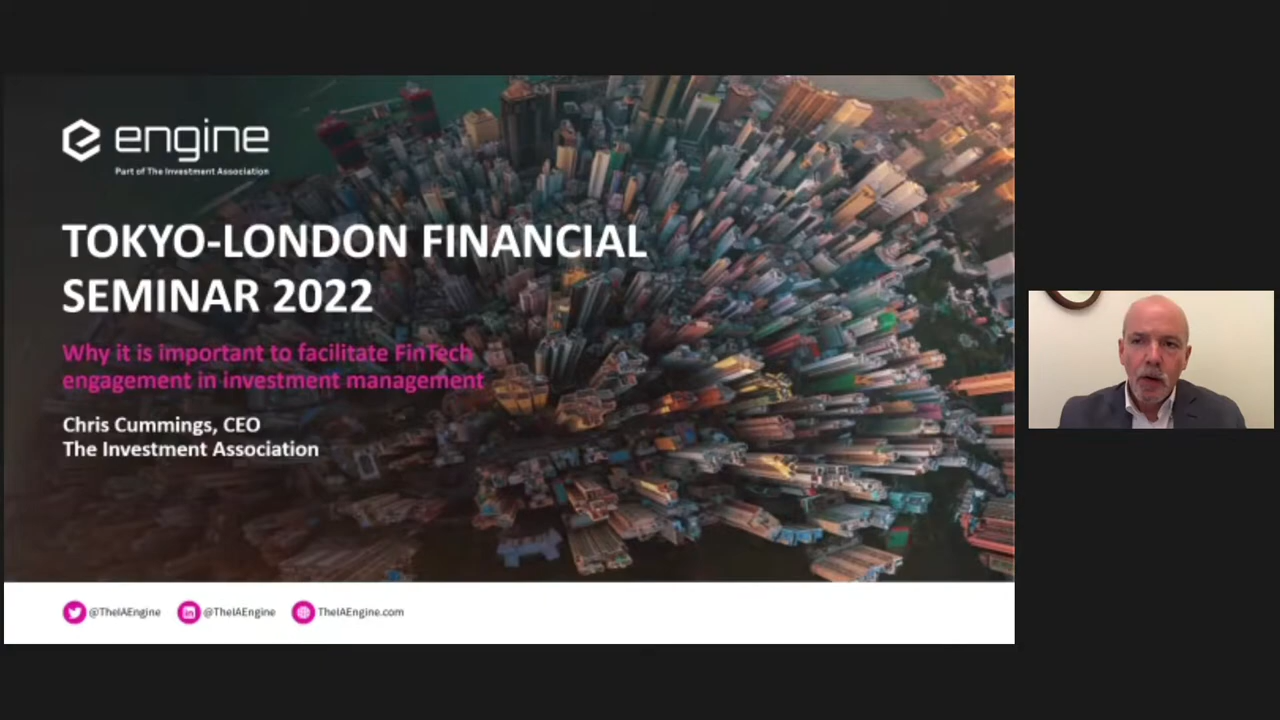 engine
Part of The Investment Association
TOKYO-LONDON FINANCIAL
SEMINAR 2022
Why it is important to facilitate FinTech
engagement in investment management
Chris Cummings, CEO
The Investment Association
@TheIAEngine @TheIAEngine TheIAEngine.com